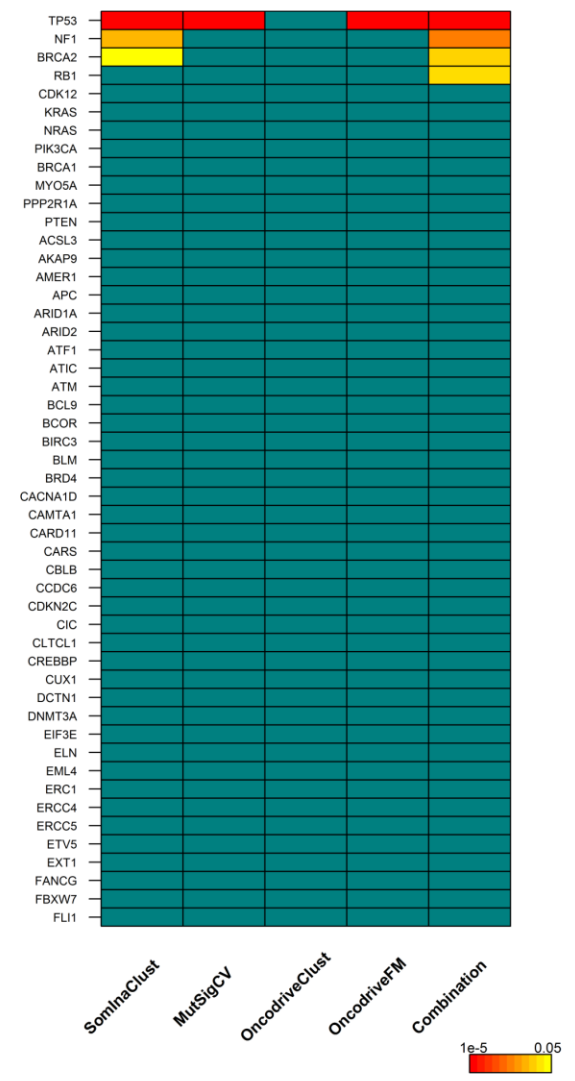 TP53
NF1
BRCA2
RB1
CDK12
KRAS
NRAS
PIK3CA
BRCA1
MYO5A
PPP2R1A
PTEN
ACSL3
AKAP9
AMER1
APC
ARID1A
ARID2
ATF1
ATIC
ATM
BCL9
BCOR
BIRC3
BLM
BRD4
CACNA1D
CAMTA1
CARD11
CARS
CBLB
CCDC6
CDKN2C
CIC
CLTCL1
CREBBP
CUX1
DCTN1
DNMT3A
EIF3E
ELN
EML4
ERC1
ERCC4
ERCC5
ETV5
EXT1
FANCG
FBXW7
FLI1
SomInaClust
MutSigCV
OncodriveClust
OncodriveFM
Combination
1e-5 0.05